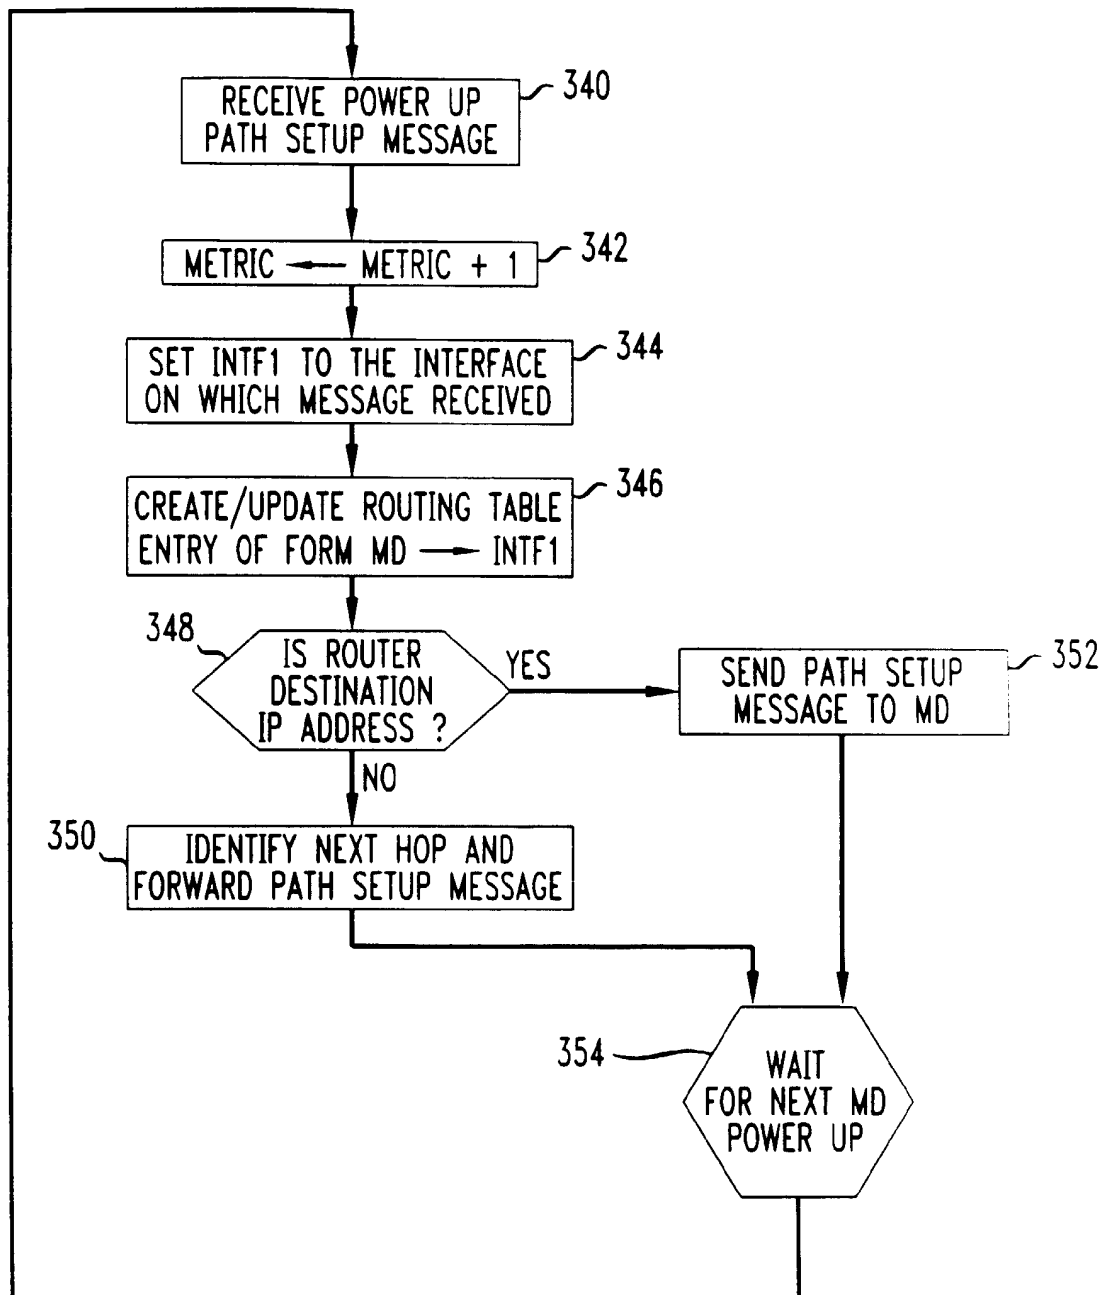 RECEIVE POWER UP
PATH SETUP MESSAGE
340
METRIC ← METRIC + 1
342
SET INTF1 TO THE INTERFACE
ON WHICH MESSAGE RECEIVED
344
CREATE/UPDATE ROUTING TABLE
ENTRY OF FORM MD → INTF1
346
348
IS ROUTER
DESTINATION
IP ADDRESS ?
YES
SEND PATH SETUP
MESSAGE TO MD
352
NO
350
IDENTIFY NEXT HOP AND
FORWARD PATH SETUP MESSAGE
354
WAIT
FOR NEXT MD
POWER UP